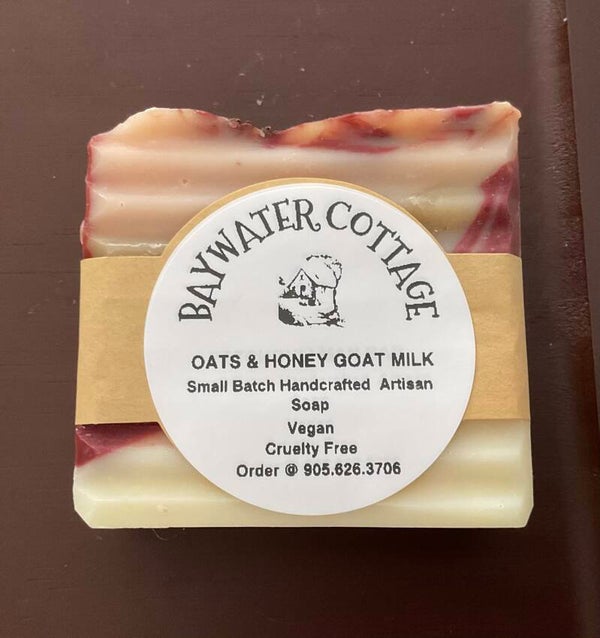 BAYWATER COTTAGE
OATS & HONEY GOAT MILK
Small Batch Handcrafted Artisan
Soap
Vegan
Cruelty Free
Order @ 905.626.3706